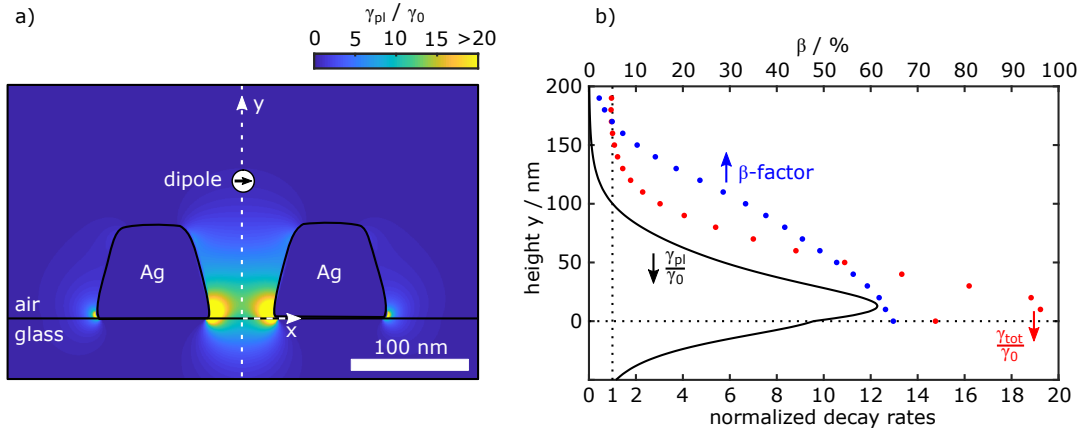 a)
γpl / γ0
0 5 10 15 >20
y
dipole
Ag Ag
air
glass
x
100 nm
b)
β / %
0 10 20 30 40 50 60 70 80 90 100
200
150
100
50
0
height y / nm
β-factor
γpl
γ0
γtot
γ0
0 1 2 4 6 8 10 12 14 16 18 20
normalized decay rates